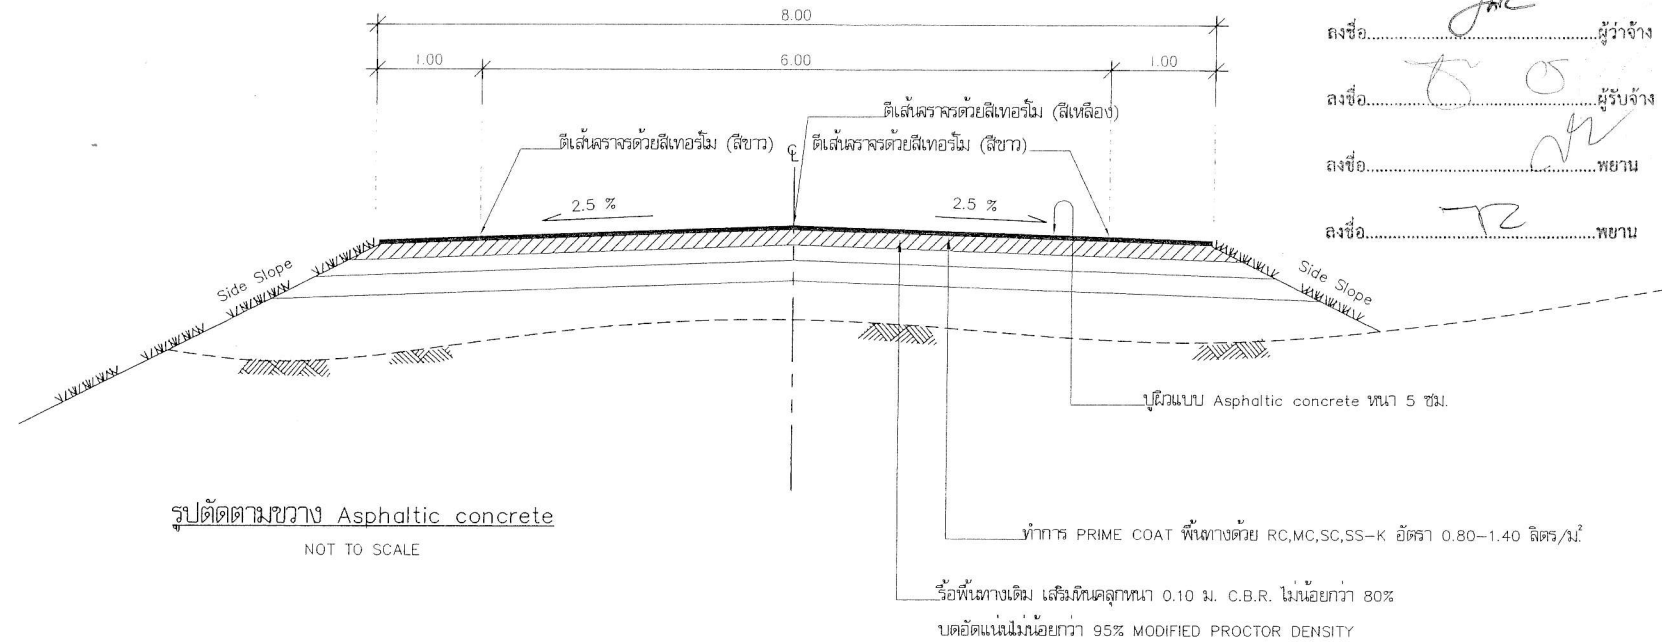 8.00
1.00 6.00 1.00
ตีเส้นจราจรด้วยสีเทอร์โม (สีเหลือง)
ตีเส้นจราจรด้วยสีเทอร์โม (สีขาว)
ตีเส้นจราจรด้วยสีเทอร์โม (สีขาว)
2.5 %
2.5 %
Side Slope
Side Slope
ปูผิวแบบ Asphaltic concrete หนา 5 ซม.
รูปตัดตามขวาง Asphaltic concrete
NOT TO SCALE
ทำการ PRIME COAT พื้นทางด้วย RC,MC,SC,SS-K อัตรา 0.80-1.40 ลิตร/ม.²
รื้อพื้นทางเดิม เสริมหินคลุกหนา 0.10 ม. C.B.R. ไม่น้อยกว่า 80%
บดอัดแน่นไม่น้อยกว่า 95% MODIFIED PROCTOR DENSITY
ลงชื่อ..............................ผู้ว่าจ้าง
ลงชื่อ..............................ผู้รับจ้าง
ลงชื่อ..............................พยาน
ลงชื่อ..............................พยาน